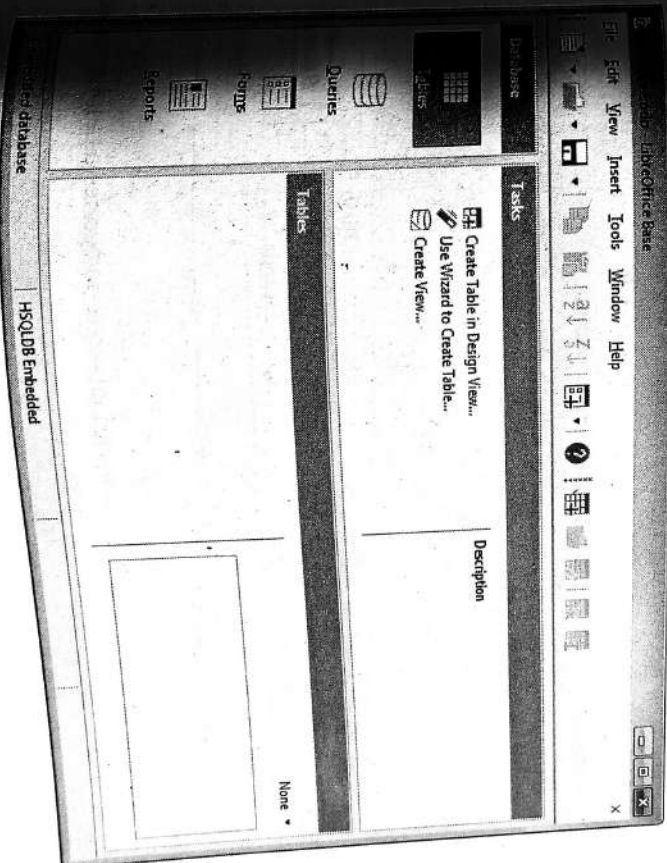 LibreOffice Base
File Edit View Insert Tools Window Help
Database
Tables
Queries
Forms
Reports
Tasks
Create Table in Design View...
Use Wizard to Create Table...
Create View...
Description
Tables
None
Embedded database
HSQLDB Embedded